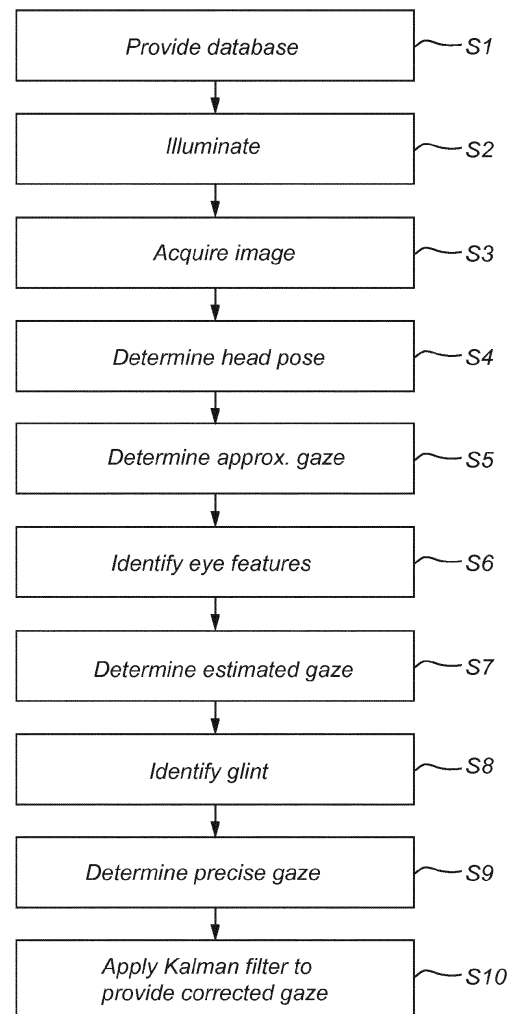 Provide database S1
Illuminate S2
Acquire image S3
Determine head pose S4
Determine approx. gaze S5
Identify eye features S6
Determine estimated gaze S7
Identify glint S8
Determine precise gaze S9
Apply Kalman filter to
provide corrected gaze S10